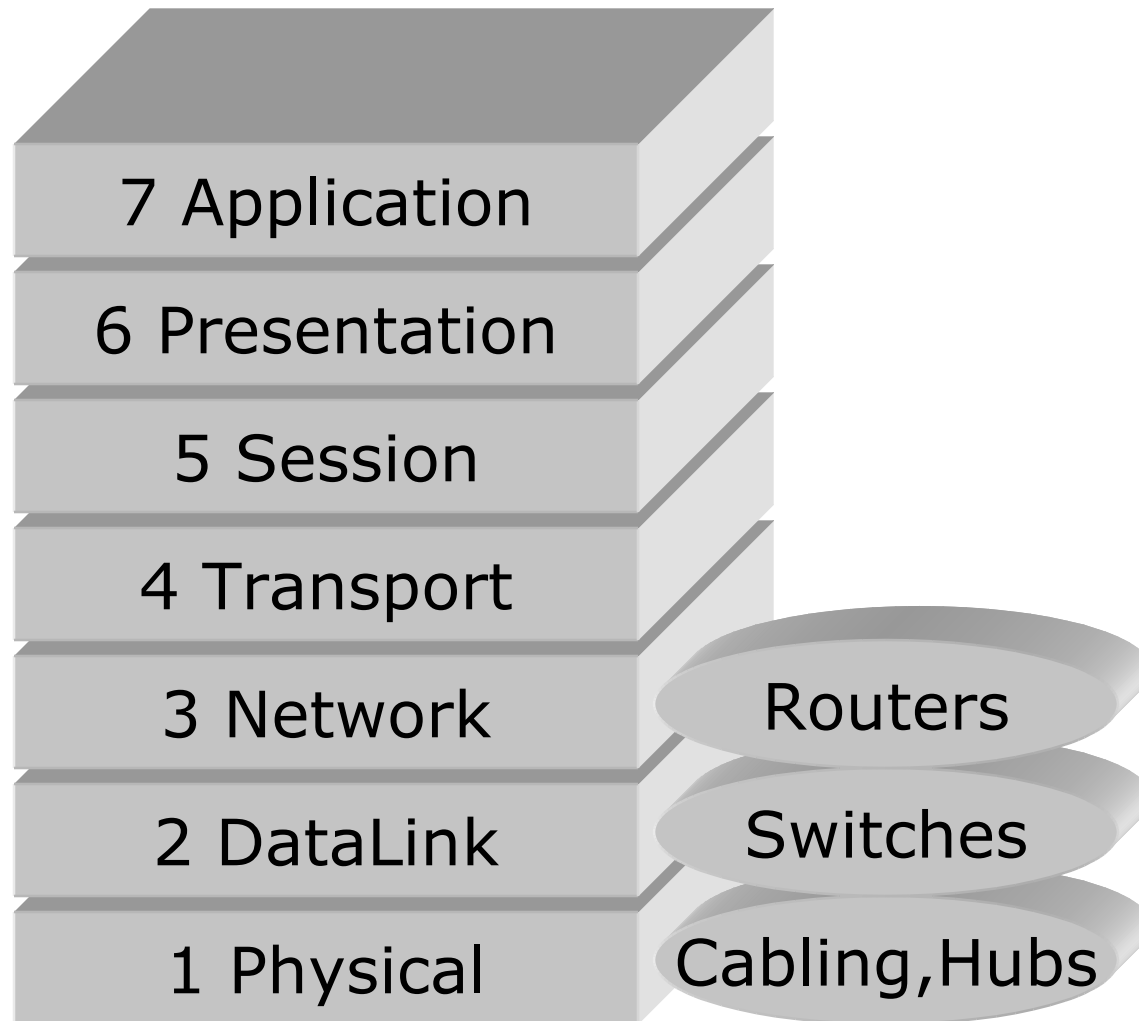 7 Application
6 Presentation
5 Session
4 Transport
3 Network
Routers
2 DataLink
Switches
1 Physical
Cabling,Hubs